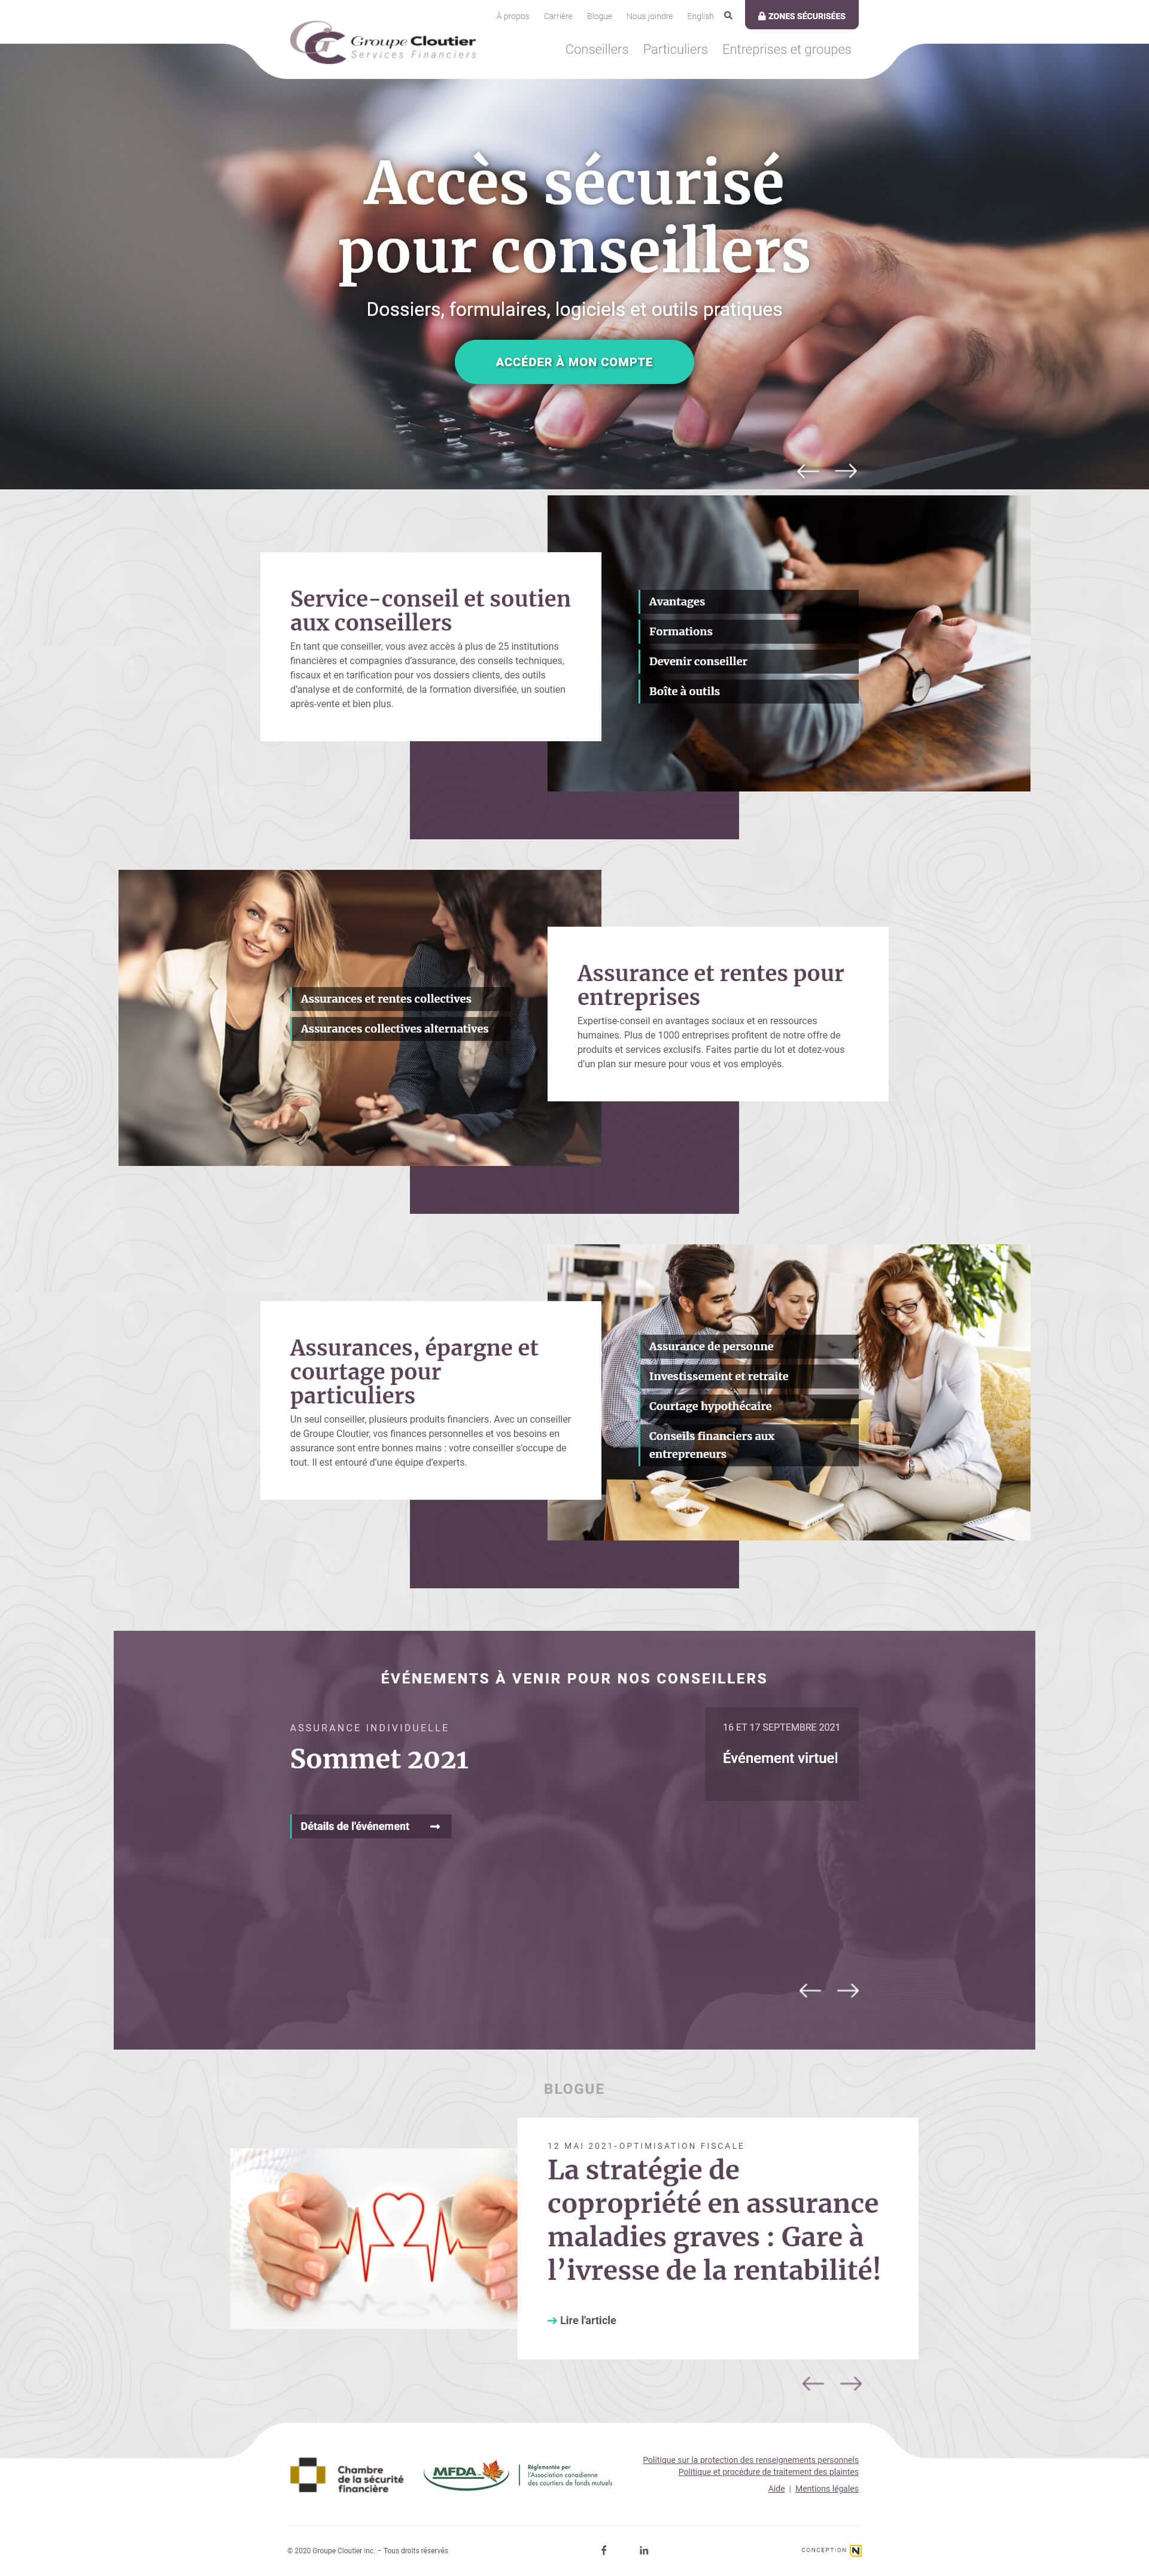 À propos Carrière Blogue Nous joindre English ZONES SÉCURISÉES
Groupe Cloutier
Services Financiers
Conseillers Particuliers Entreprises et groupes
Accès sécurisé
pour conseillers
Dossiers, formulaires, logiciels et outils pratiques
ACCÉDER À MON COMPTE
Service-conseil et soutien
aux conseillers
En tant que conseiller, vous avez accès à plus de 25 institutions
financières et compagnies d’assurance, des conseils techniques,
fiscaux et en tarification pour vos dossiers clients, des outils
d’analyse et de conformité, de la formation diversifiée, un soutien
après-vente et bien plus.
Avantages
Formations
Devenir conseiller
Boîte à outils
Assurances et rentes collectives
Assurances collectives alternatives
Assurance et rentes pour
entreprises
Expertise-conseil en avantages sociaux et en ressources
humaines. Plus de 1000 entreprises profitent de notre offre de
produits et services exclusifs. Faites partie du lot et dotez-vous
d’un plan sur mesure pour vous et vos employés.
Assurances, épargne et
courtage pour
particuliers
Un seul conseiller, plusieurs produits financiers. Avec un conseiller
de Groupe Cloutier, vos finances personnelles et vos besoins en
assurance sont entre bonnes mains : votre conseiller s’occupe de
tout. Il est entouré d’une équipe d’experts.
Assurance de personne
Investissement et retraite
Courtage hypothécaire
Conseils financiers aux
entrepreneurs
ÉVÉNEMENTS À VENIR POUR NOS CONSEILLERS
ASSURANCE INDIVIDUELLE
Sommet 2021
16 ET 17 SEPTEMBRE 2021
Événement virtuel
Détails de l'événement
BLOGUE
12 MAI 2021-OPTIMISATION FISCALE
La stratégie de
copropriété en assurance
maladies graves : Gare à
l’ivresse de la rentabilité!
Lire l'article
Chambre
de la sécurité
financière
MFDA
Réglementée par
l'Association canadienne
des courtiers de fonds mutuels
Politique sur la protection des renseignements personnels
Politique et procédure de traitement des plaintes
Aide | Mentions légales
© 2020 Groupe Cloutier inc. – Tous droits réservés
CONCEPTION N